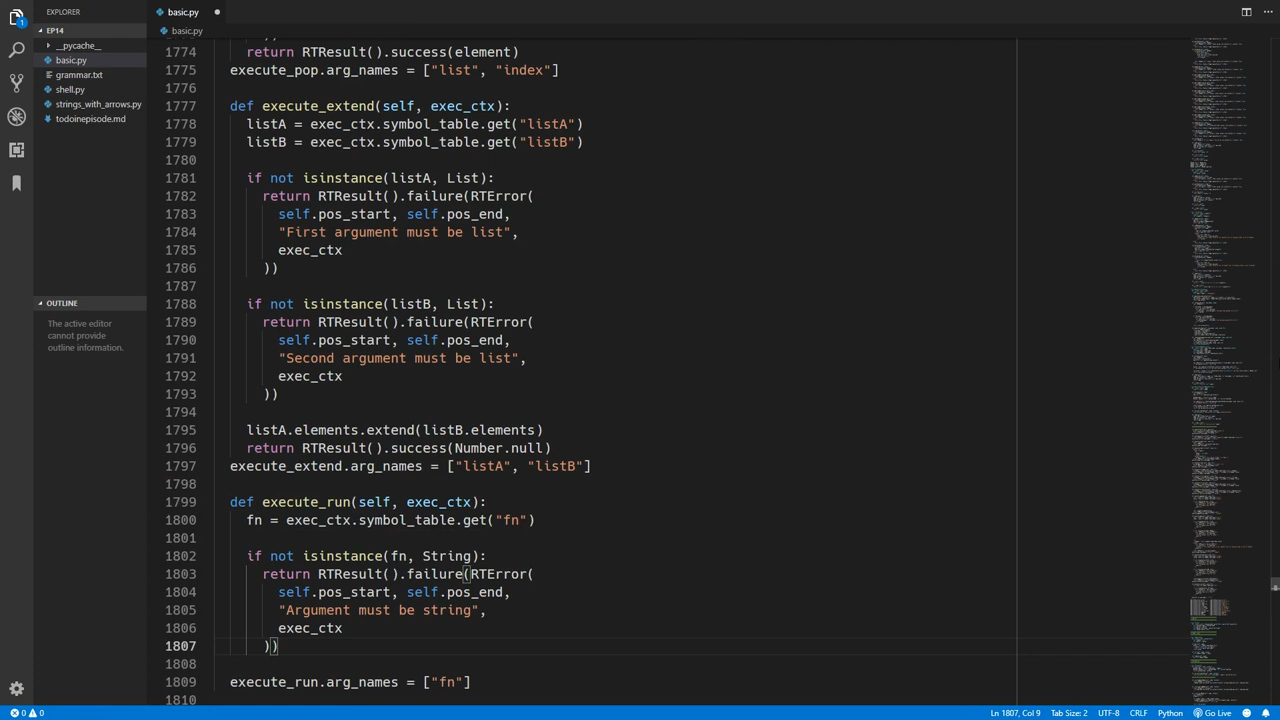 basic.py
EP14
__pycache__
basic.py
grammar.txt
shell.py
strings_with_arrows.py
todoinepisode.md
OUTLINE
The active editor
cannot provide
outline information.
basic.py
1774 return RTResult().success(element)
1775 execute_pop.arg_names = ["list", "index"]
1776
1777 def execute_extend(self, exec_ctx):
1778 listA = exec_ctx.symbol_table.get("listA")
1779 listB = exec_ctx.symbol_table.get("listB")
1780
1781 if not isinstance(listA, List):
1782 return RTResult().failure(RTError(
1783 self.pos_start, self.pos_end,
1784 "First argument must be list",
1785 exec_ctx
1786 ))
1787
1788 if not isinstance(listB, List):
1789 return RTResult().failure(RTError(
1790 self.pos_start, self.pos_end,
1791 "Second argument must be list",
1792 exec_ctx
1793 ))
1794
1795 listA.elements.extend(listB.elements)
1796 return RTResult().success(Number.null)
1797 execute_extend.arg_names = ["listA", "listB"]
1798
1799 def execute_run(self, exec_ctx):
1800 fn = exec_ctx.symbol_table.get("fn")
1801
1802 if not isinstance(fn, String):
1803 return RTResult().failure(RTError(
1804 self.pos_start, self.pos_end,
1805 "Argument must be string",
1806 exec_ctx
1807 ))
1808
1809 execute_run.arg_names = ["fn"]
1810
0 0
Ln 1807, Col 9 Tab Size: 2 UTF-8 CRLF Python Go Live